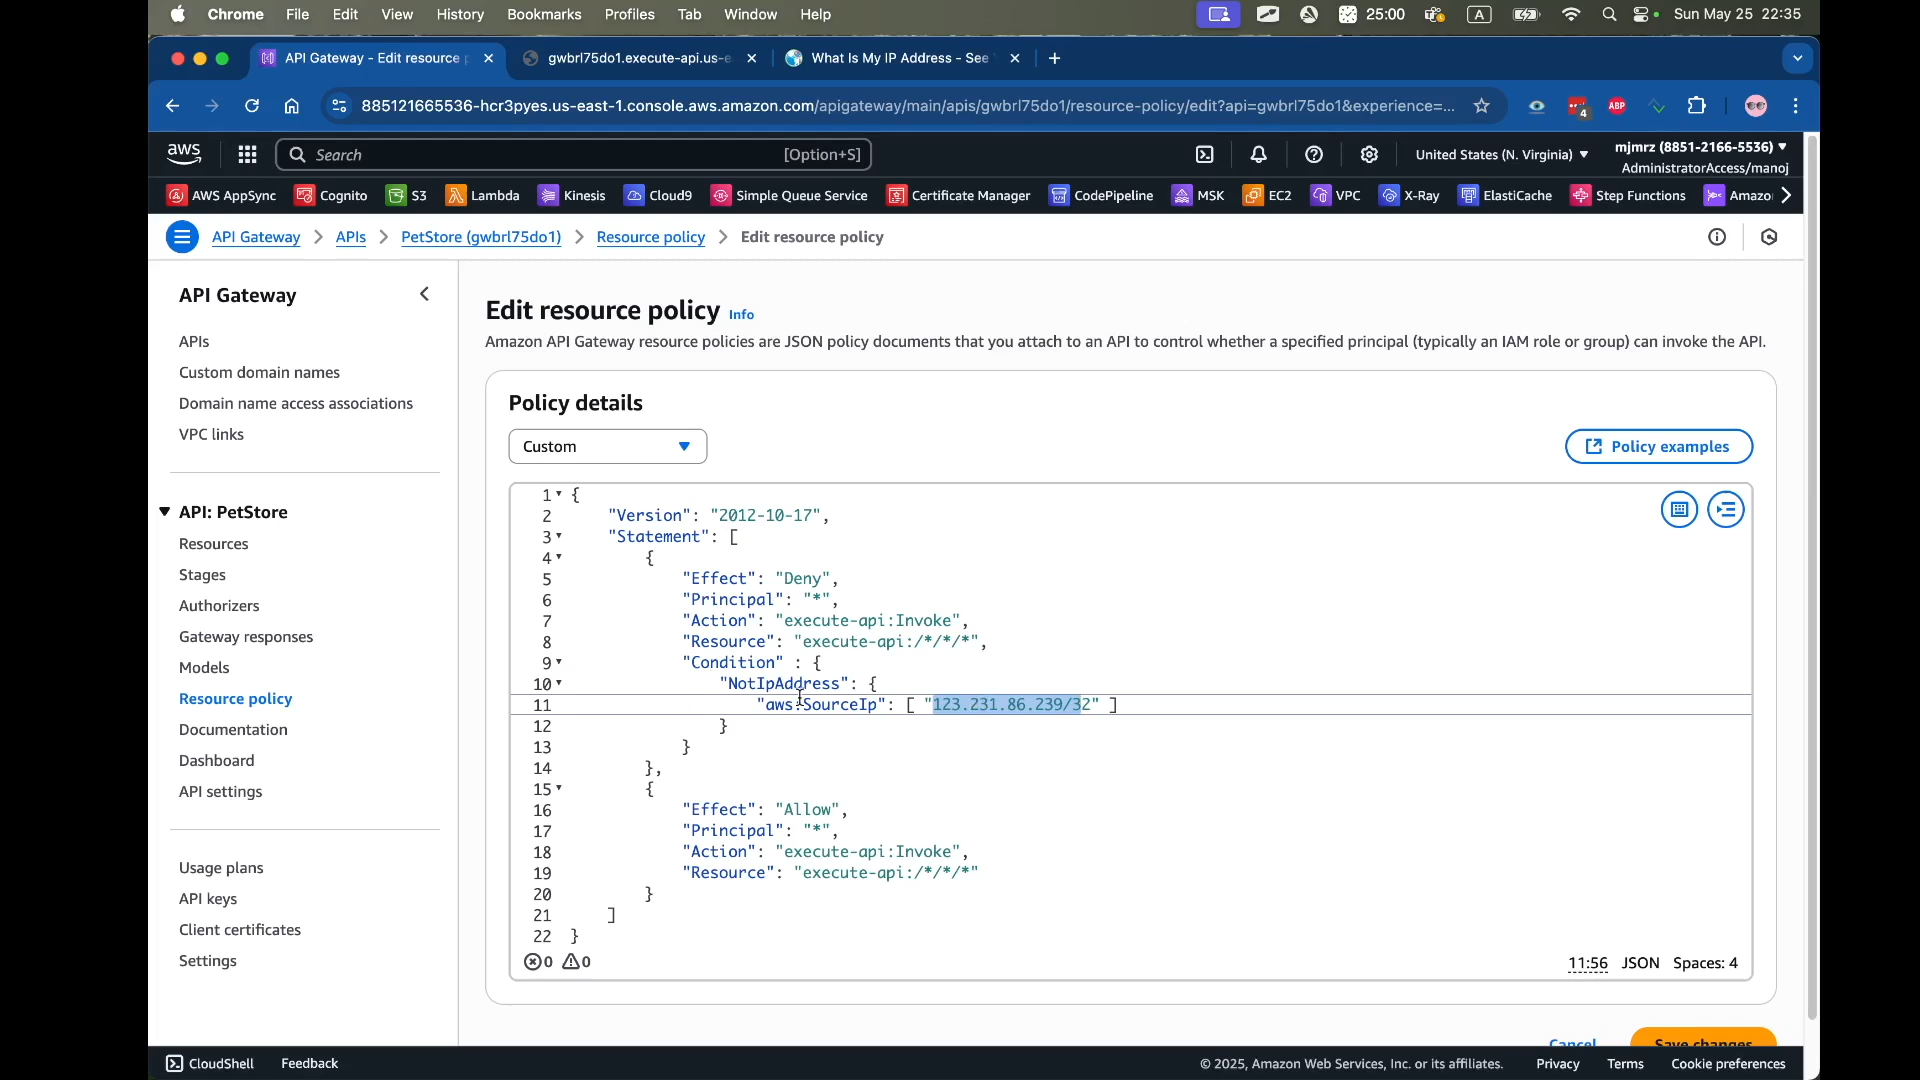 Chrome File Edit View History Bookmarks Profiles Tab Window Help 25:00 A Sun May 25 22:35
API Gateway - Edit resource gwbrl75do1.execute-api.us-e What Is My IP Address - See
885121665536-hcr3pyes.us-east-1.console.aws.amazon.com/apigateway/main/apis/gwbrl75do1/resource-policy/edit?api=gwbrl75do1&experience=... 4 ABP
aws Search [Option+S] United States (N. Virginia) mjmrz (8851-2166-5536)
AdministratorAccess/manoj
AWS AppSync Cognito S3 Lambda Kinesis Cloud9 Simple Queue Service Certificate Manager CodePipeline MSK EC2 VPC X-Ray ElastiCache Step Functions Amazo
API Gateway > APIs > PetStore (gwbrl75do1) > Resource policy > Edit resource policy
API Gateway
APIs
Custom domain names
Domain name access associations
VPC links
API: PetStore
Resources
Stages
Authorizers
Gateway responses
Models
Resource policy
Documentation
Dashboard
API settings
Usage plans
API keys
Client certificates
Settings
Edit resource policy Info
Amazon API Gateway resource policies are JSON policy documents that you attach to an API to control whether a specified principal (typically an IAM role or group) can invoke the API.
Policy details
Custom
Policy examples
1 {
2 "Version": "2012-10-17",
3 "Statement": [
4 {
5 "Effect": "Deny",
6 "Principal": "*",
7 "Action": "execute-api:Invoke",
8 "Resource": "execute-api:/*/*/*",
9 "Condition" : {
10 "NotIpAddress": {
11 "aws:SourceIp": [ "123.231.86.239/32" ]
12 }
13 }
14 },
15 {
16 "Effect": "Allow",
17 "Principal": "*",
18 "Action": "execute-api:Invoke",
19 "Resource": "execute-api:/*/*/*"
20 }
21 ]
22 }
0 0 11:56 JSON Spaces: 4
Cancel Save changes
CloudShell Feedback © 2025, Amazon Web Services, Inc. or its affiliates. Privacy Terms Cookie preferences